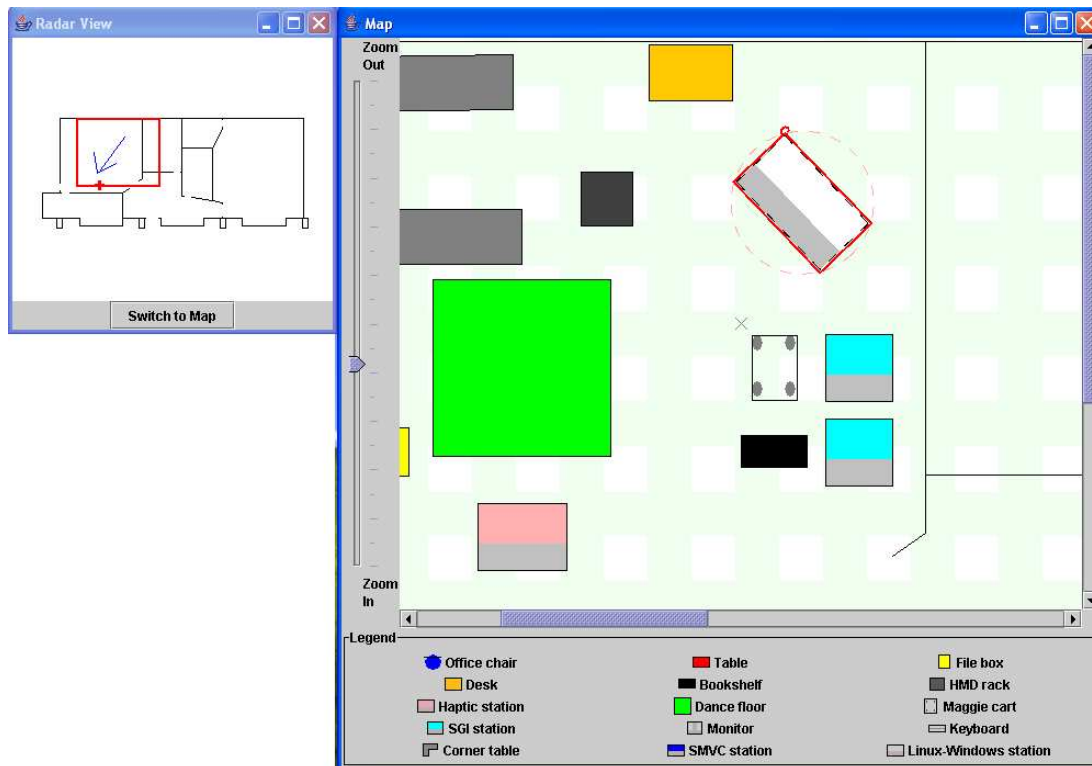 Radar View
Switch to Map
Map
Zoom
Out
Zoom
In
Legend
Office chair Table File box
Desk Bookshelf HMD rack
Haptic station Dance floor Maggie cart
SGI station Monitor Keyboard
Corner table SMVC station Linux-Windows station